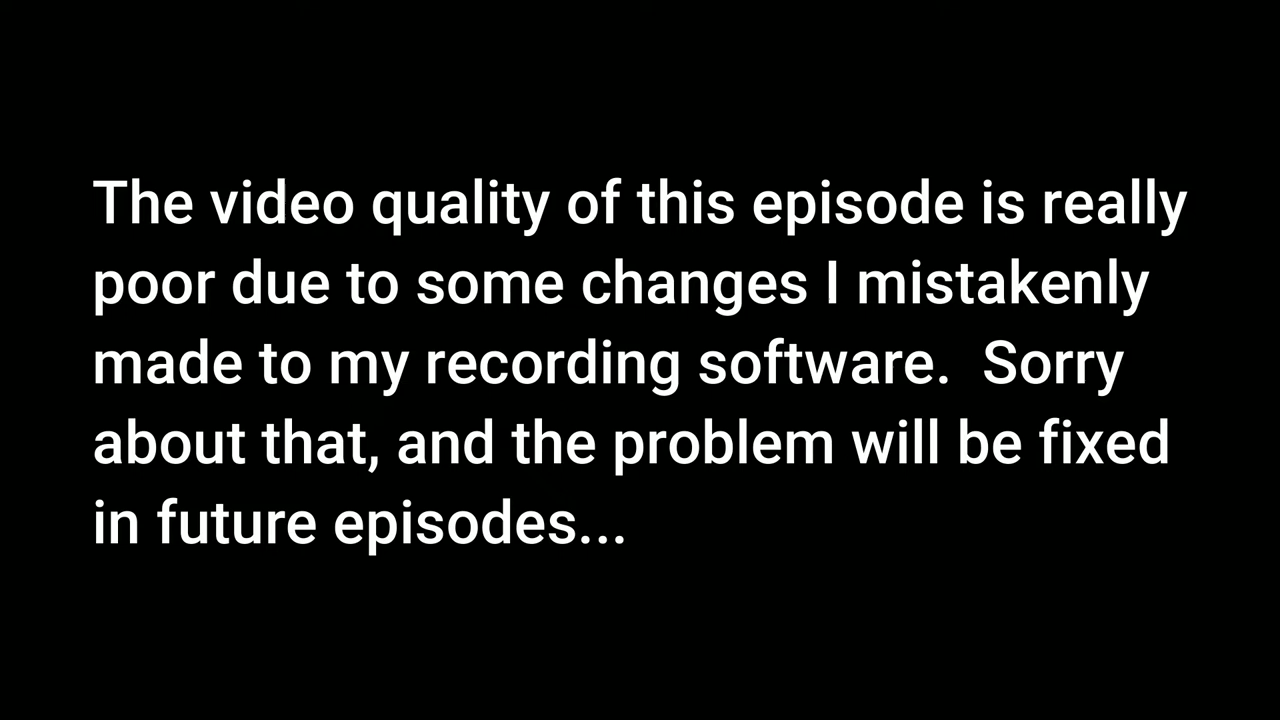 The video quality of this episode is really
poor due to some changes I mistakenly
made to my recording software.  Sorry
about that, and the problem will be fixed
in future episodes...